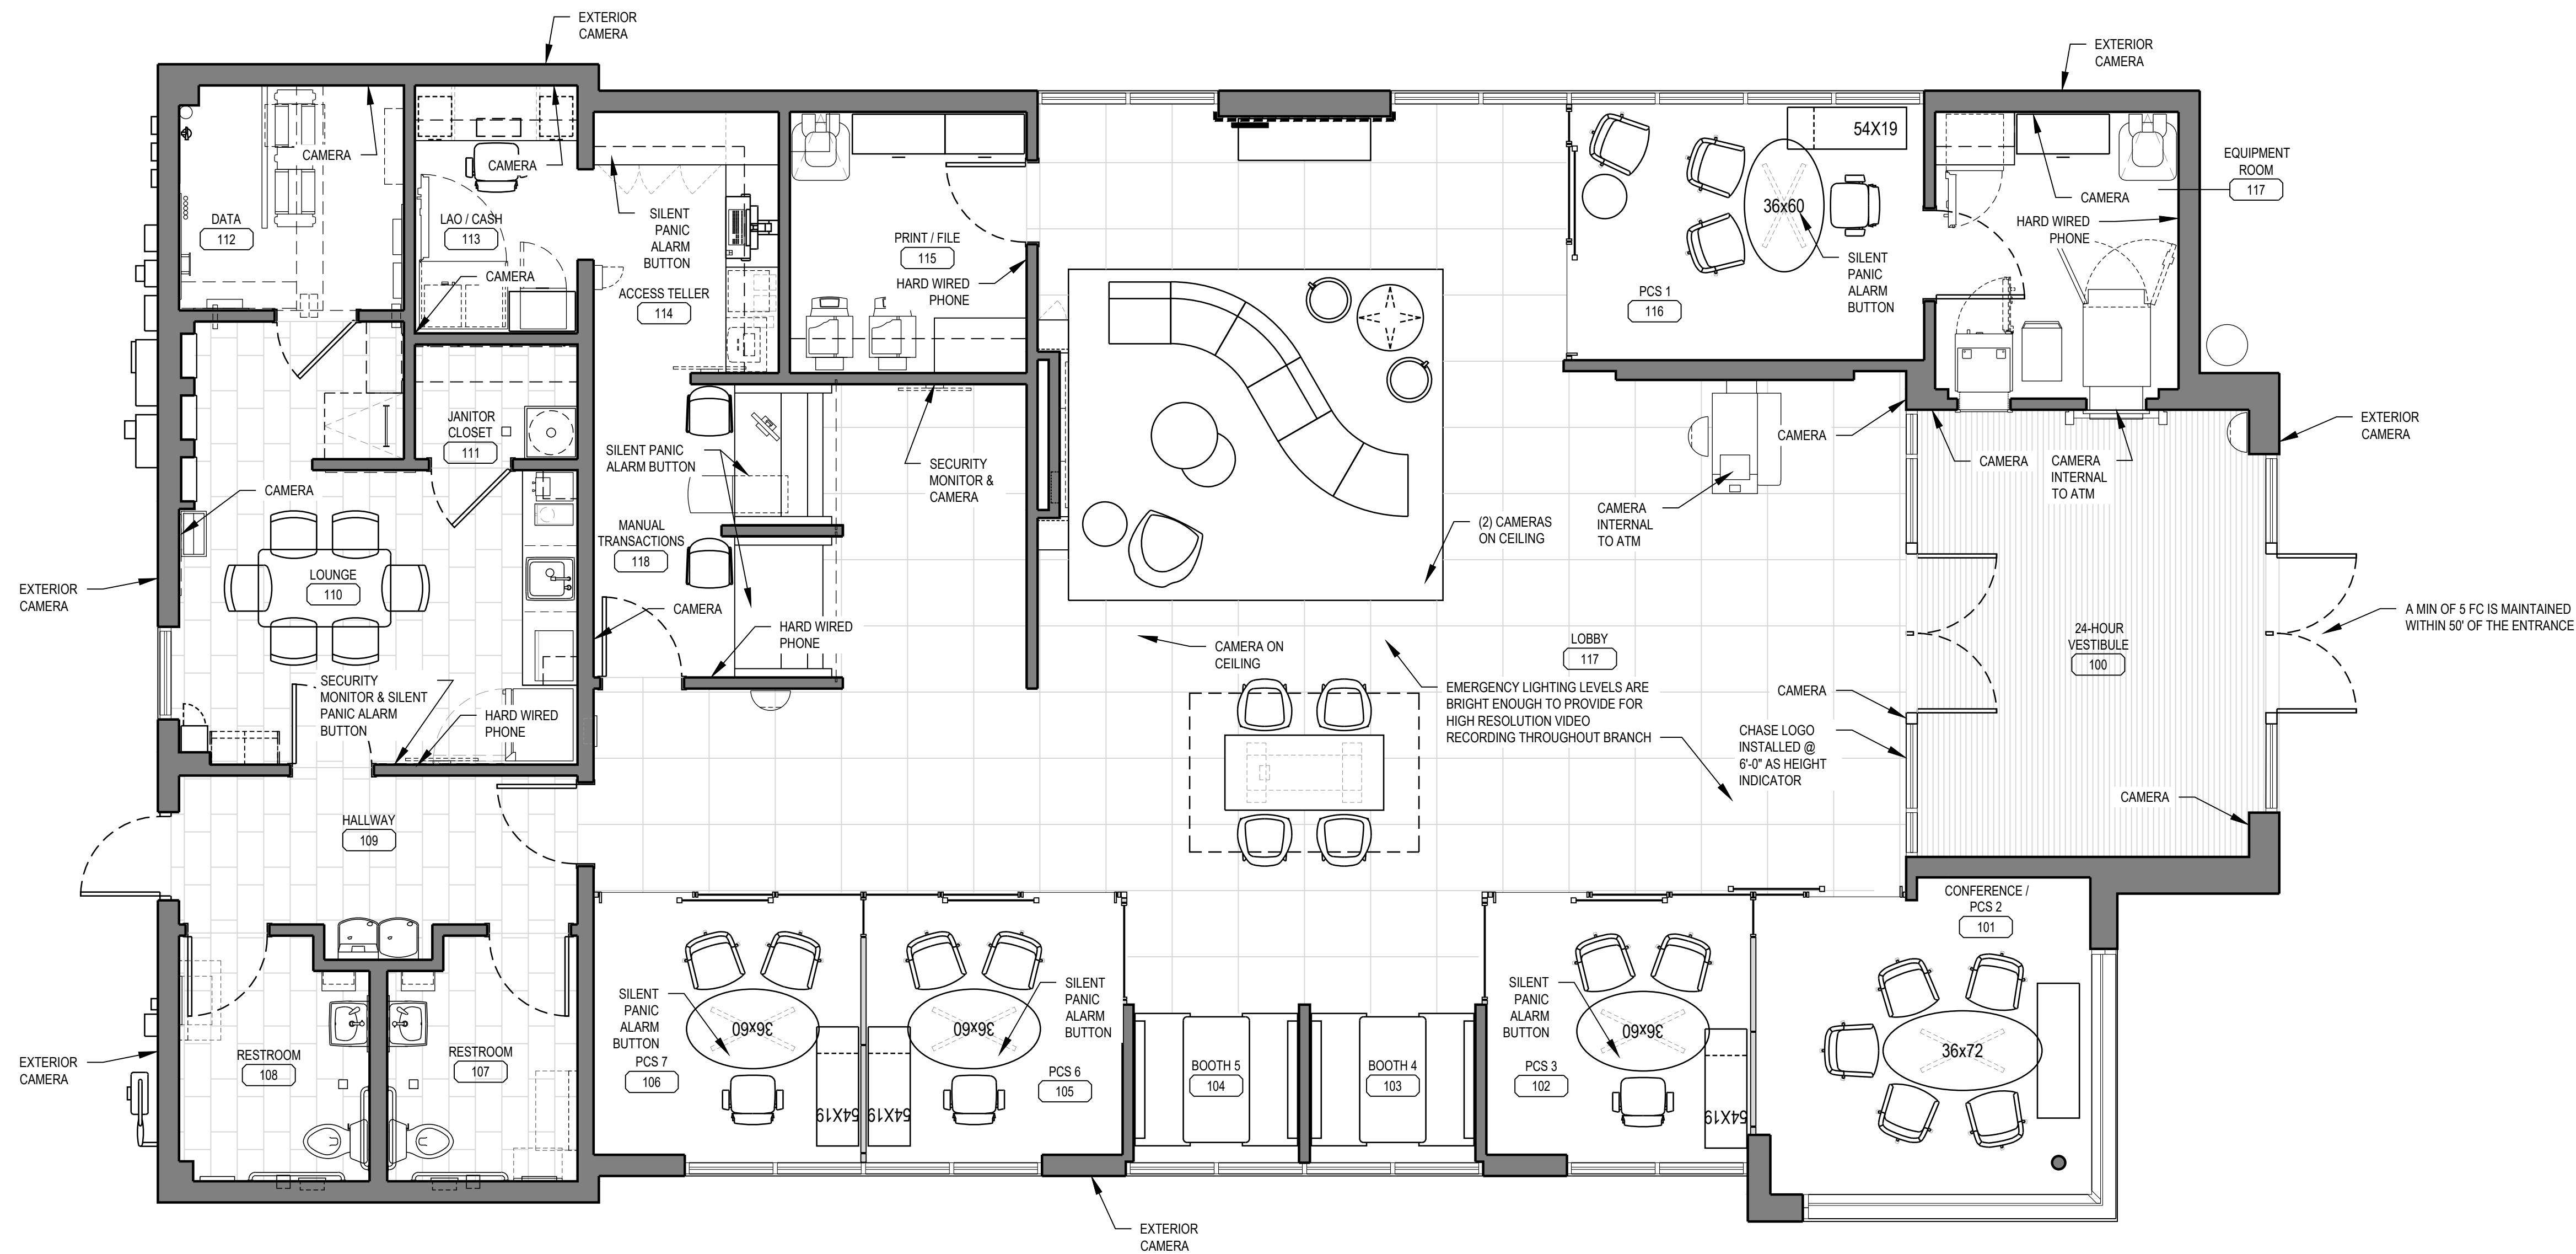 EXTERIOR
CAMERA
EXTERIOR
CAMERA
CAMERA
CAMERA
DATA
112
LAO / CASH
113
CAMERA
SILENT
PANIC
ALARM
BUTTON
ACCESS TELLER
114
PRINT / FILE
115
HARD WIRED
PHONE
54X19
36x60
SILENT
PANIC
ALARM
BUTTON
PCS 1
116
EQUIPMENT
ROOM
117
CAMERA
HARD WIRED
PHONE
JANITOR
CLOSET
111
CAMERA
SILENT PANIC
ALARM BUTTON
SECURITY
MONITOR &
CAMERA
CAMERA
CAMERA
CAMERA
INTERNAL
TO ATM
EXTERIOR
CAMERA
CAMERA
INTERNAL
TO ATM
(2) CAMERAS
ON CEILING
MANUAL
TRANSACTIONS
118
LOUNGE
110
EXTERIOR
CAMERA
CAMERA
HARD WIRED
PHONE
CAMERA ON
CEILING
LOBBY
117
24-HOUR
VESTIBULE
100
A MIN OF 5 FC IS MAINTAINED
WITHIN 50' OF THE ENTRANCE
SECURITY
MONITOR & SILENT
PANIC ALARM
BUTTON
HARD WIRED
PHONE
EMERGENCY LIGHTING LEVELS ARE
BRIGHT ENOUGH TO PROVIDE FOR
HIGH RESOLUTION VIDEO
RECORDING THROUGHOUT BRANCH
CAMERA
CHASE LOGO
INSTALLED @
6'-0" AS HEIGHT
INDICATOR
CAMERA
HALLWAY
109
CONFERENCE /
PCS 2
101
SILENT
PANIC
ALARM
BUTTON
36x60
PCS 7
106
54X19
54X19
36x60
SILENT
PANIC
ALARM
BUTTON
PCS 6
105
BOOTH 5
104
BOOTH 4
103
SILENT
PANIC
ALARM
BUTTON
36x60
PCS 3
102
54X19
36x72
EXTERIOR
CAMERA
RESTROOM
108
RESTROOM
107
EXTERIOR
CAMERA